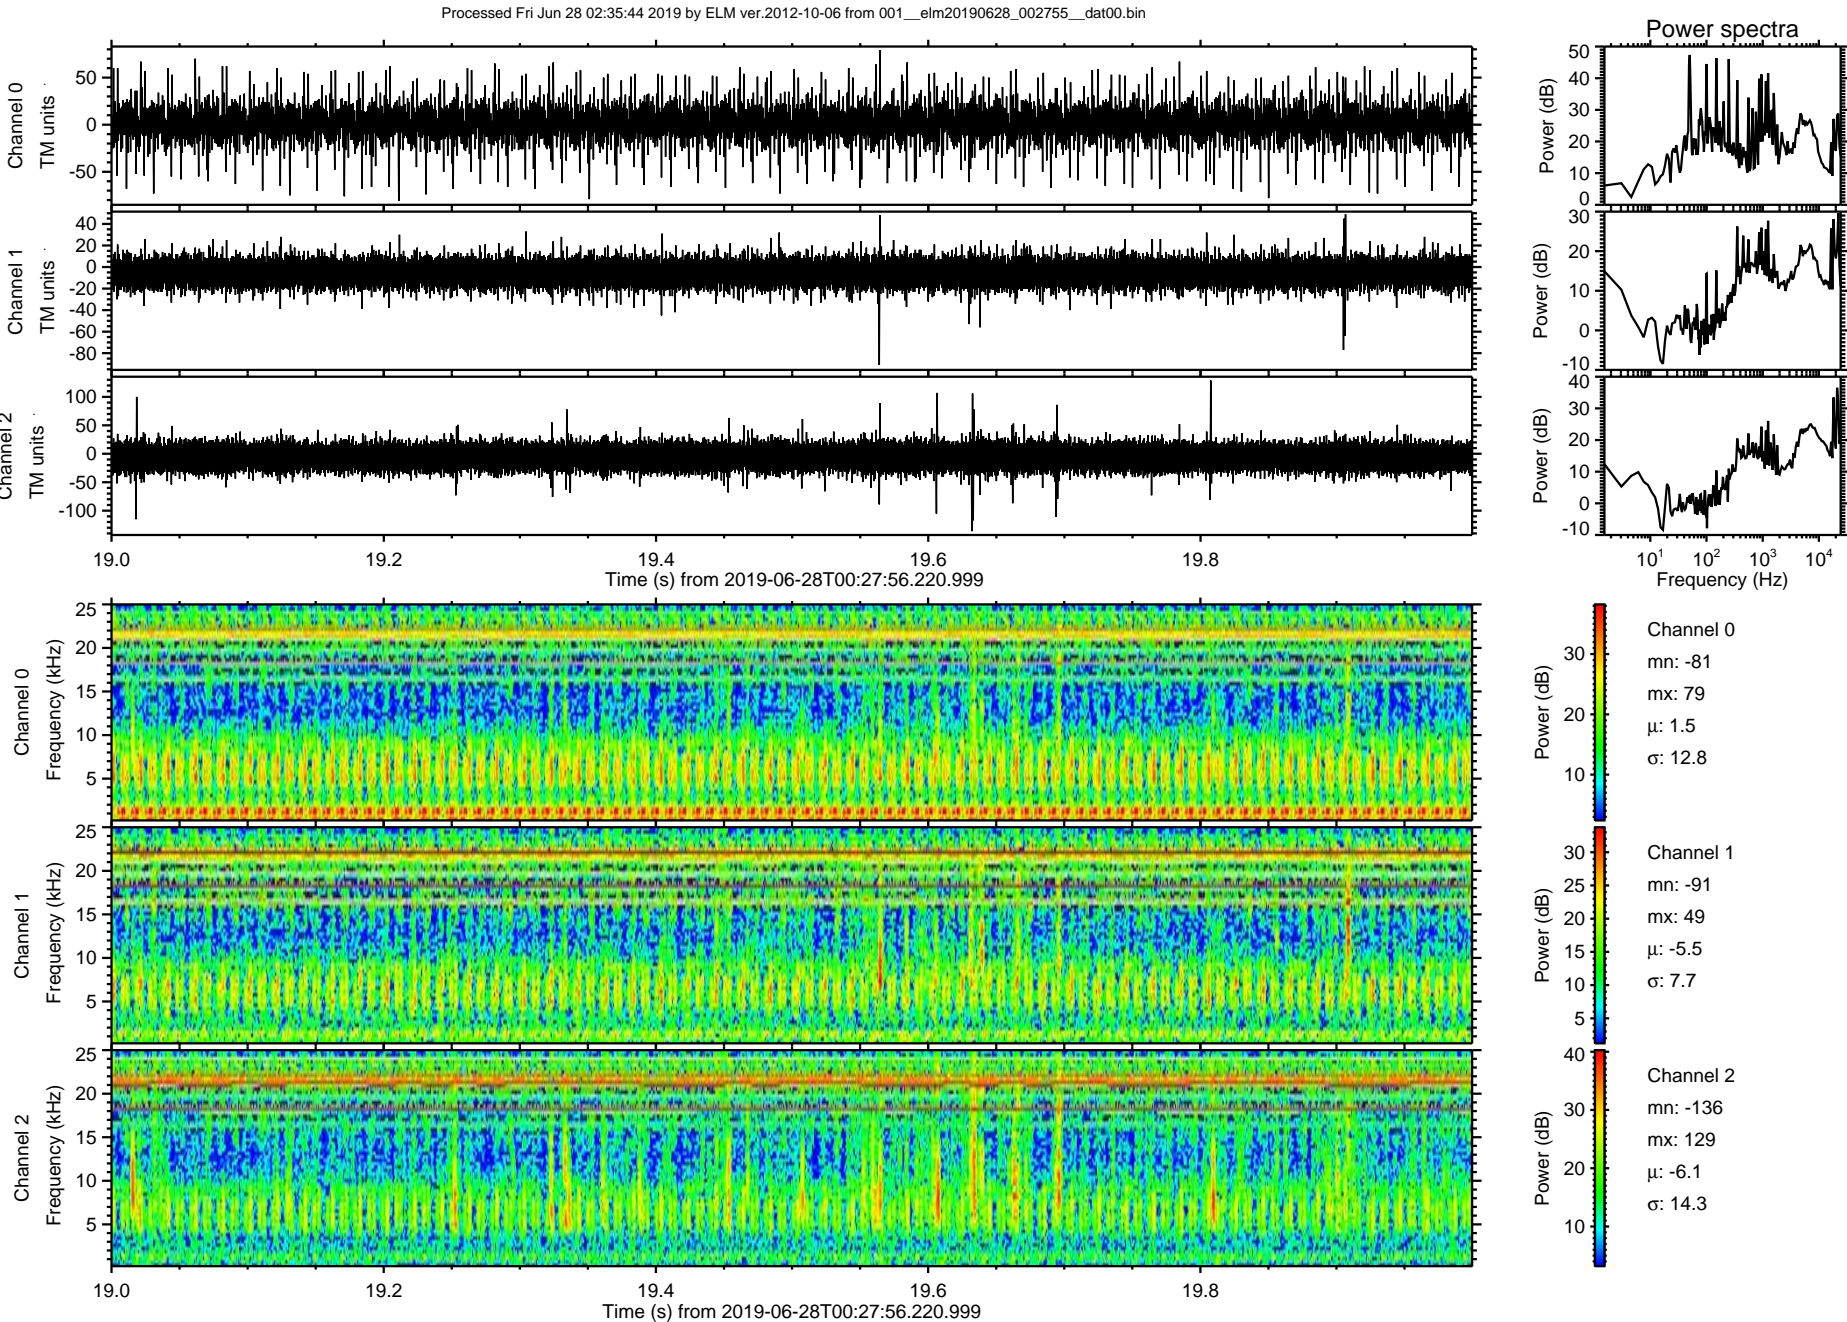 Processed Fri Jun 28 02:35:44 2019 by ELM ver.2012-10-06 from 001__elm20190628_002755__dat00.bin
Power spectra
Channel 0
TM units
50
0
-50
Power (dB)
50
40
30
20
10
0
Channel 1
TM units
40
20
0
-20
-40
-60
-80
Power (dB)
30
20
10
0
-10
Channel 2
TM units
100
50
0
-50
-100
Power (dB)
40
30
20
10
0
-10
19.0 19.2 19.4 19.6 19.8
Time (s) from 2019-06-28T00:27:56.220.999
10¹ 10² 10³ 10⁴
Frequency (Hz)
Channel 0
Frequency (kHz)
25
20
15
10
5
Power (dB)
30
20
10
Channel 0
mn: -81
mx: 79
μ: 1.5
σ: 12.8
Channel 1
Frequency (kHz)
25
20
15
10
5
Power (dB)
30
25
20
15
10
5
Channel 1
mn: -91
mx: 49
μ: -5.5
σ: 7.7
Channel 2
Frequency (kHz)
25
20
15
10
5
Power (dB)
40
30
20
10
Channel 2
mn: -136
mx: 129
μ: -6.1
σ: 14.3
19.0 19.2 19.4 19.6 19.8
Time (s) from 2019-06-28T00:27:56.220.999